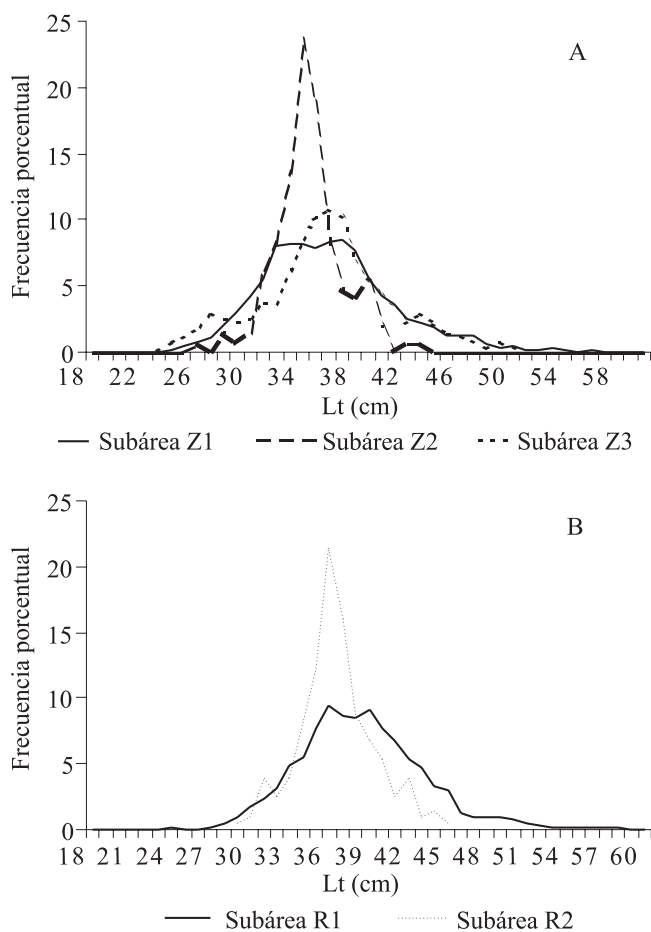 25
A
20
15
10
5
0
Frecuencia porcentual
18 22 26 30 34 38 42 46 50 54 58
Lt (cm)
Subárea Z1 Subárea Z2 Subárea Z3
25
B
20
15
10
5
0
Frecuencia porcentual
18 21 24 27 30 33 36 39 42 45 48 51 54 57 60
Lt (cm)
Subárea R1 Subárea R2